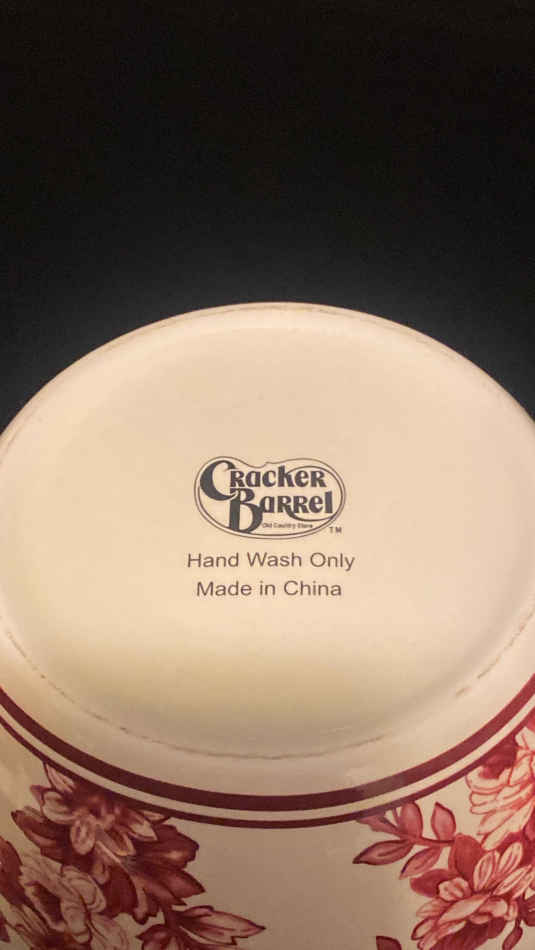 Cracker
Barrel
Old Country Store
TM
Hand Wash Only
Made in China